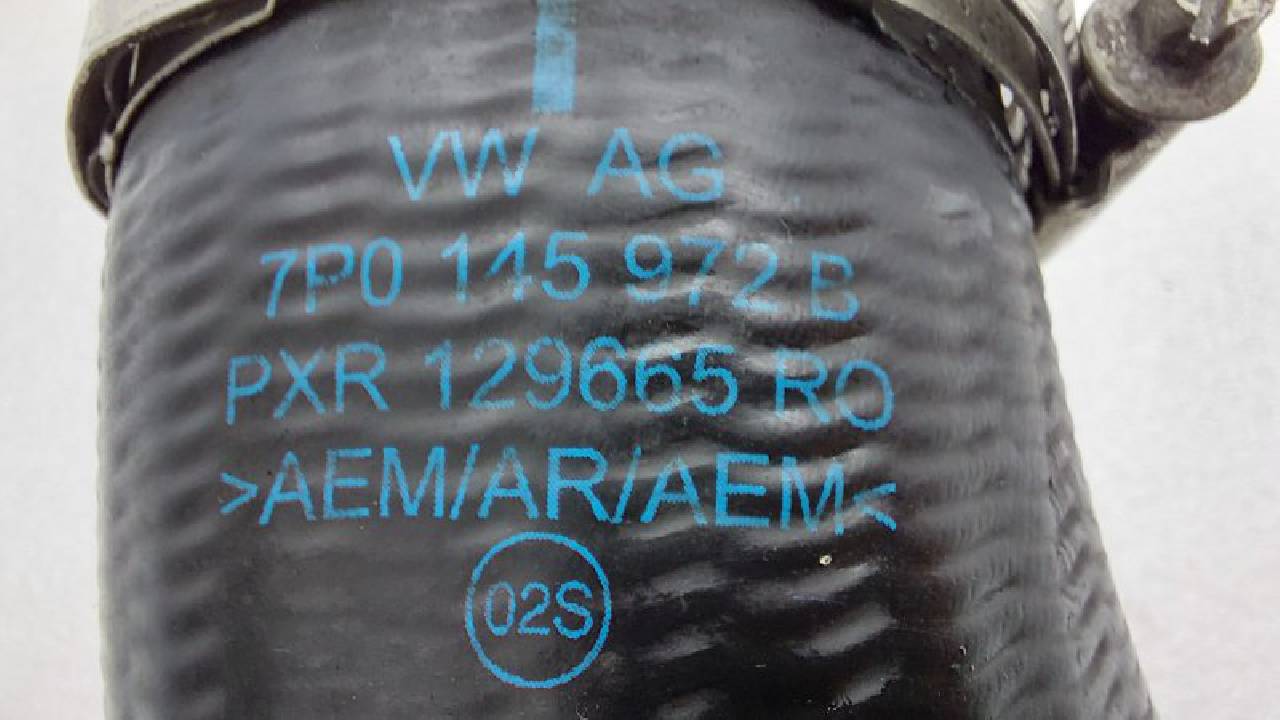 VW AG
7P0 145 972 B
PXR 129665 RO
>AEM/AR/AEM<
02S